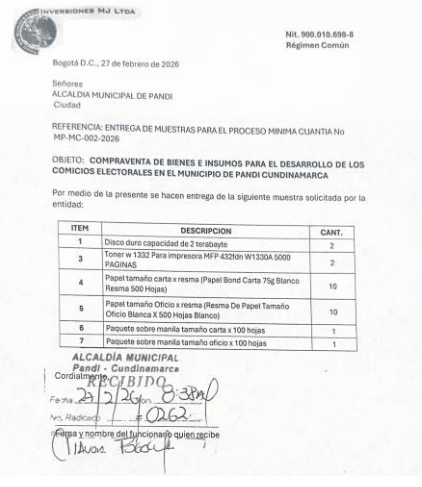 INVERSIONES MJ LTDA
Nit. 900.010.698-8
Régimen Común
Bogotá D.C., 27 de febrero de 2026
Señores
ALCALDIA MUNICIPAL DE PANDI
Ciudad
REFERENCIA: ENTREGA DE MUESTRAS PARA EL PROCESO MINIMA CUANTIA No
MP-MC-002-2026
OBJETO: COMPRAVENTA DE BIENES E INSUMOS PARA EL DESARROLLO DE LOS
COMICIOS ELECTORALES EN EL MUNICIPIO DE PANDI CUNDINAMARCA
Por medio de la presente se hacen entrega de la siguiente muestra solicitada por la
entidad:
ITEM DESCRIPCION CANT.
1 Disco duro capacidad de 2 terabayte 2
3 Toner w 1332 Para impresora MFP 432fdn W1330A 5000
PAGINAS 2
4 Papel tamaño carta x resma (Papel Bond Carta 75g Blanco
Resma 500 Hojas) 10
5 Papel tamaño Oficio x resma (Resma De Papel Tamaño
Oficio Blanca X 500 Hojas Blanco) 10
6 Paquete sobre manila tamaño carta x 100 hojas 1
7 Paquete sobre manila tamaño oficio x 100 hojas 1
ALCALDÍA MUNICIPAL
Pandi - Cundinamarca
Cordialmente,
RECIBIDO
Fecha 27/2/26 8:38am
No. Radicado 0262
Firma y nombre del funcionario quien recibe